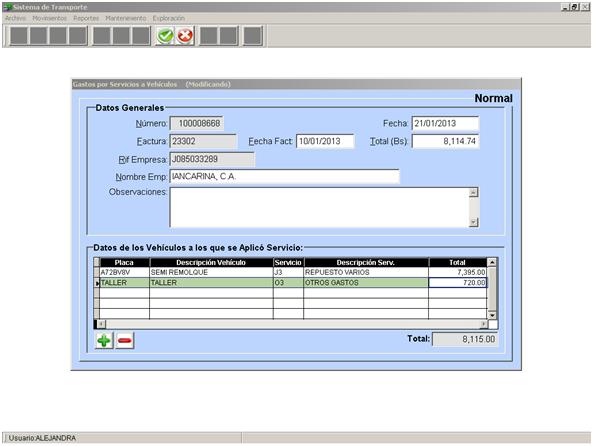 Sistema de Transporte
Archivo Movimientos Reportes Mantenimiento Exploración
Gastos por Servicios a Vehículos (Modificando)
Normal
Datos Generales
Número: 100008668 Fecha: 21/01/2013
Factura: 23302 Fecha Fact: 10/01/2013 Total (Bs): 8,114.74
Rif Empresa: J085033289
Nombre Emp: IANCARINA, C.A.
Observaciones:
Datos de los Vehículos a los que se Aplicó Servicio:
Placa Descripción Vehículo Servicio Descripción Serv. Total
A72BV8V SEMI REMOLQUE J3 REPUESTO VARIOS 7,395.00
TALLER TALLER O3 OTROS GASTOS 720.00
Total: 8,115.00
Usuario:ALEJANDRA